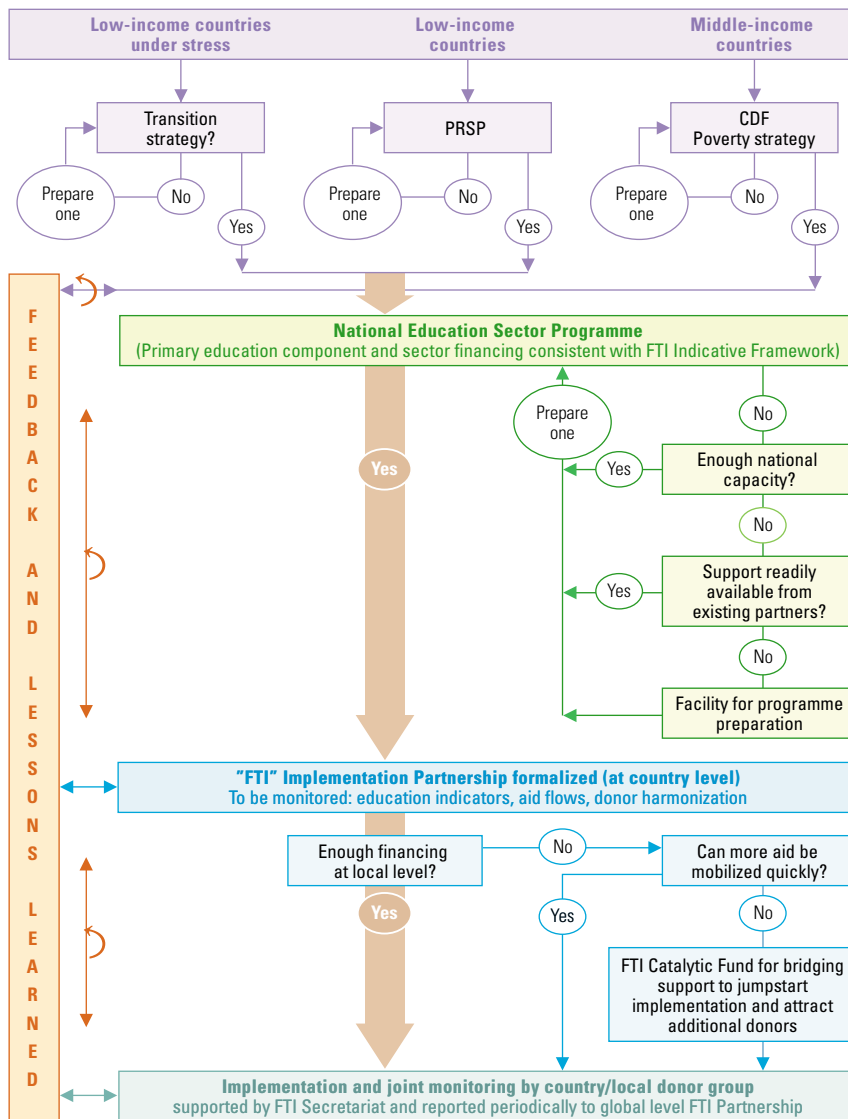 Low-income countries
under stress
Low-income
countries
Middle-income
countries
Transition
strategy?
PRSP
CDF
Poverty strategy
Prepare
one
No
Yes
Prepare
one
No
Yes
Prepare
one
No
Yes
FEEDBACK AND LESSONS LEARNED
National Education Sector Programme
(Primary education component and sector financing consistent with FTI Indicative Framework)
Prepare
one
No
Yes
Yes
Enough national
capacity?
No
Yes
Support readily
available from
existing partners?
No
Facility for programme
preparation
"FTI" Implementation Partnership formalized (at country level)
To be monitored: education indicators, aid flows, donor harmonization
Enough financing
at local level?
No
Can more aid be
mobilized quickly?
Yes
Yes
No
FTI Catalytic Fund for bridging
support to jumpstart
implementation and attract
additional donors
Implementation and joint monitoring by country/local donor group
supported by FTI Secretariat and reported periodically to global level FTI Partnership